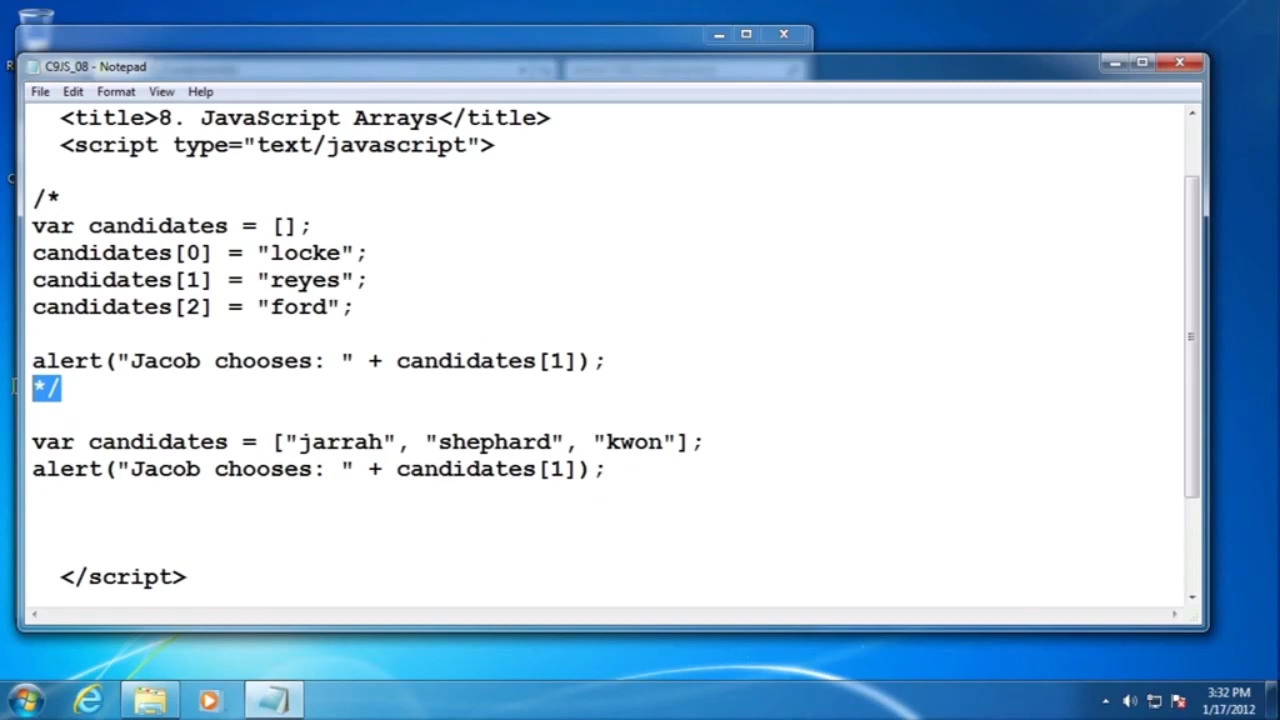 C9JS_08 - Notepad
File Edit Format View Help
<title>8. JavaScript Arrays</title>
<script type="text/javascript">
/*
var candidates = [];
candidates[0] = "locke";
candidates[1] = "reyes";
candidates[2] = "ford";
alert("Jacob chooses: " + candidates[1]);
*/
var candidates = ["jarrah", "shephard", "kwon"];
alert("Jacob chooses: " + candidates[1]);
</script>
3:32 PM
1/17/2012